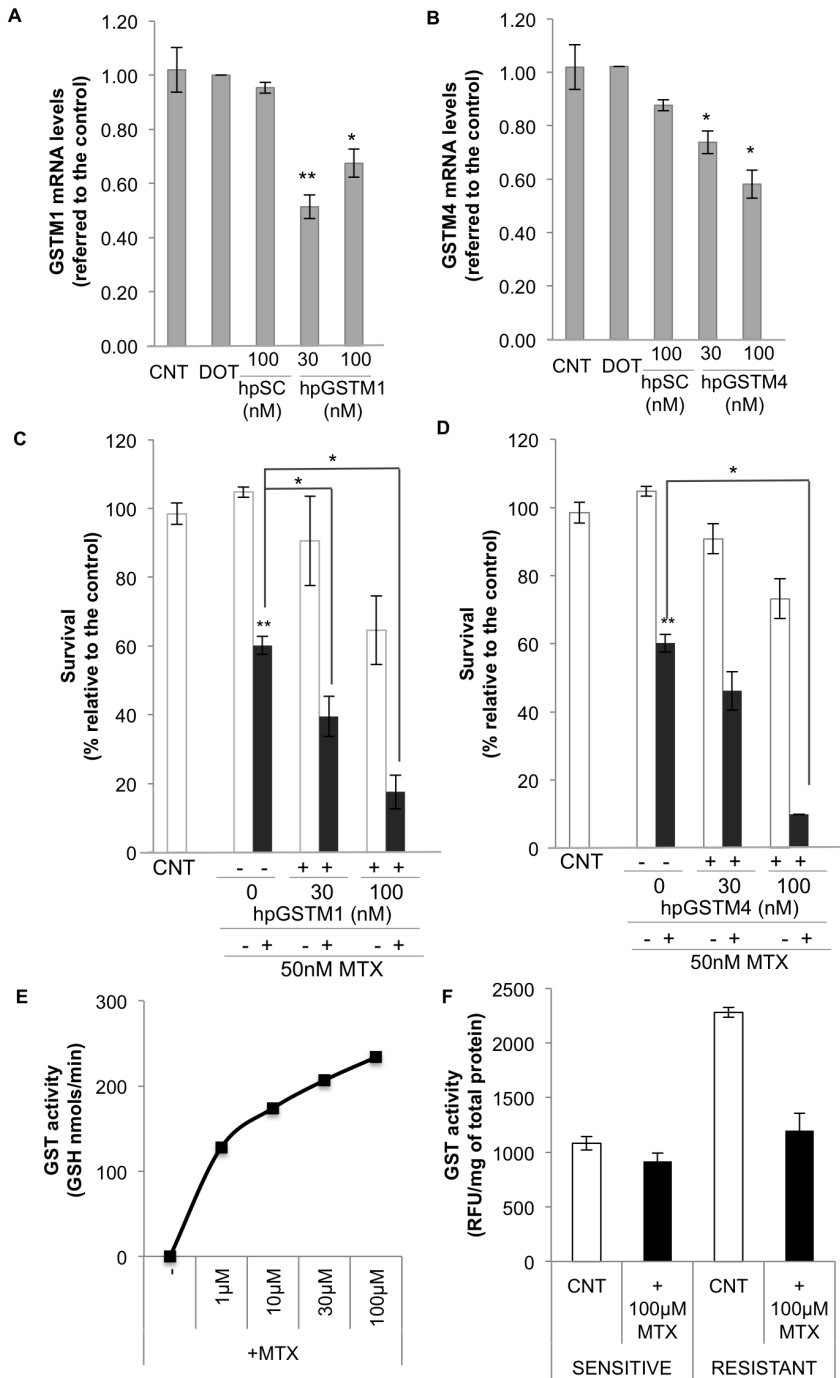 A
GSTM1 mRNA levels
(referred to the control)
1.20
1.00
0.80
0.60
0.40
0.20
0.00
**
*
100 30 100
CNT DOT hpSC hpGSTM1
(nM) (nM)
B
GSTM4 mRNA levels
(referred to the control)
1.20
1.00
0.80
0.60
0.40
0.20
0.00
*
*
100 30 100
CNT DOT hpSC hpGSTM4
(nM) (nM)
C
Survival
(% relative to the control)
120
100
80
60
40
20
0
*
*
**
CNT - - + + + +
0 30 100
hpGSTM1 (nM)
- + - + - +
50nM MTX
D
Survival
(% relative to the control)
120
100
80
60
40
20
0
*
**
CNT - - + + + +
0 30 100
hpGSTM4 (nM)
- + - + - +
50nM MTX
E
GST activity
(GSH nmols/min)
300
200
100
0
- 1µM 10µM 30µM 100µM
+MTX
F
GST activity
(RFU/mg of total protein)
2500
2000
1500
1000
500
0
CNT + CNT +
100µM 100µM
MTX MTX
SENSITIVE RESISTANT